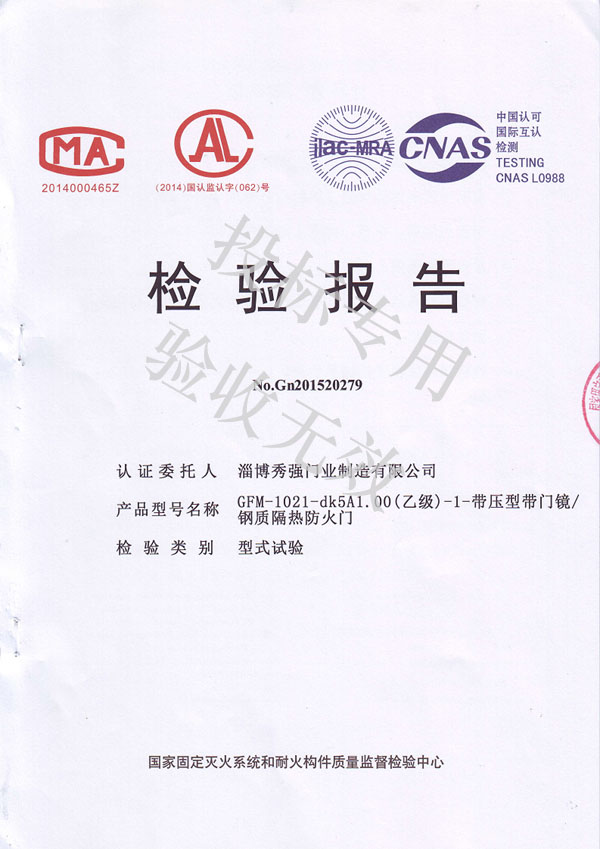 CMA
2014000465Z
CAL
(2014)国认监认字(062)号
ilac-MRA
CNAS
中国认可
国际互认
检测
TESTING
CNAS L0988
检验报告
投标专用
验收无效
No.Gn201520279
认证委托人 淄博秀强门业制造有限公司
产品型号名称 GFM-1021-dk5A1.00(乙级)-1-带压型带门镜/
钢质隔热防火门
检验类别 型式试验
国家固定灭火系统和耐火构件质量监督检验中心